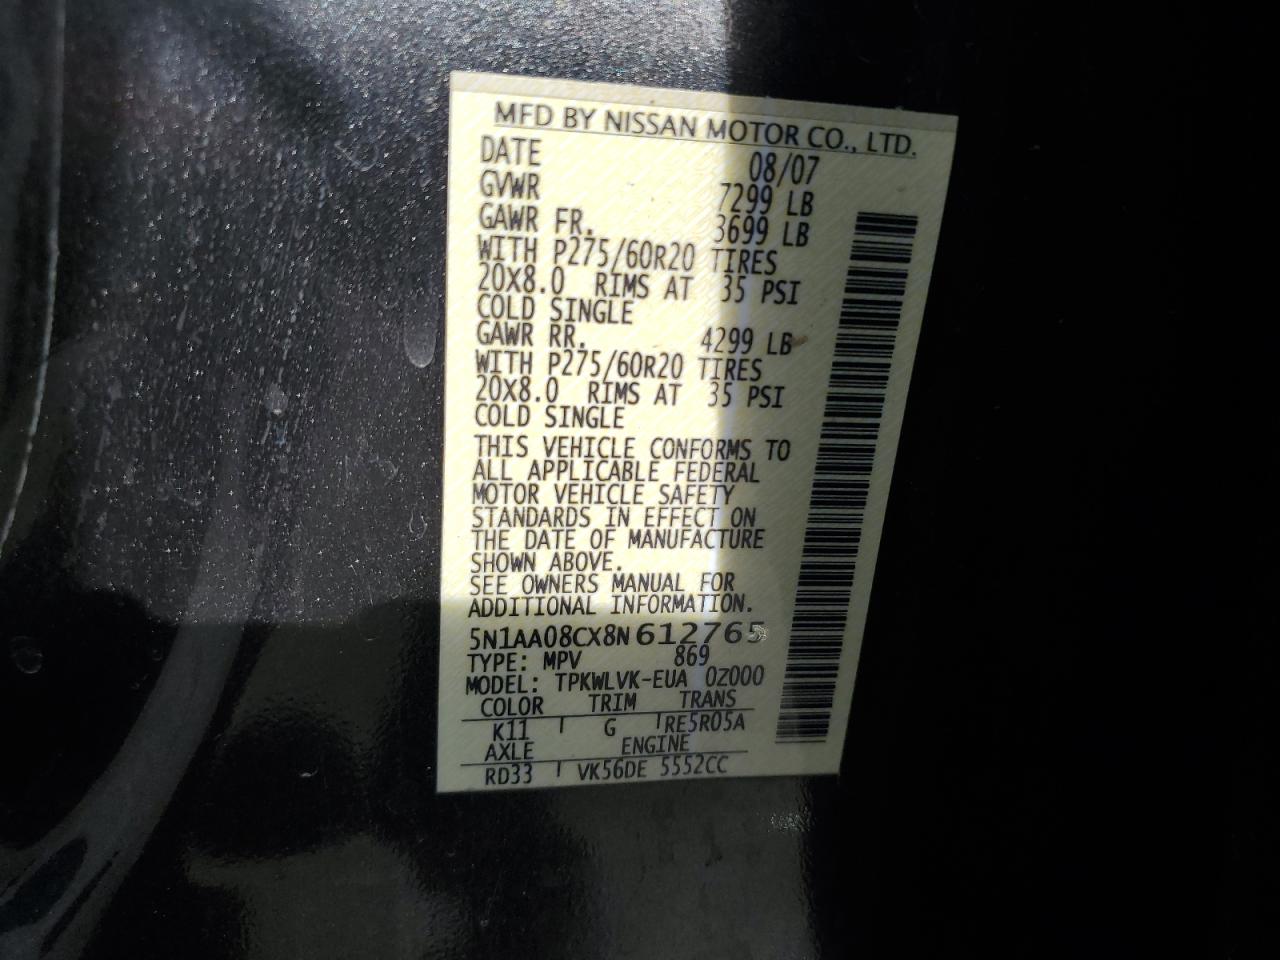 MFD BY NISSAN MOTOR CO., LTD.
DATE 08/07
GVWR 7299 LB
GAWR FR. 3699 LB
WITH P275/60R20 TIRES
20X8.0 RIMS AT 35 PSI
COLD SINGLE
GAWR RR. 4299 LB
WITH P275/60R20 TIRES
20X8.0 RIMS AT 35 PSI
COLD SINGLE
THIS VEHICLE CONFORMS TO
ALL APPLICABLE FEDERAL
MOTOR VEHICLE SAFETY
STANDARDS IN EFFECT ON
THE DATE OF MANUFACTURE
SHOWN ABOVE.
SEE OWNERS MANUAL FOR
ADDITIONAL INFORMATION.
5N1AA08CX8N612765
TYPE: MPV 869
MODEL: TPKWLVK-EUA 0Z000
COLOR TRIM TRANS
K11 G RE5R05A
AXLE ENGINE
RD33 VK56DE 5552CC